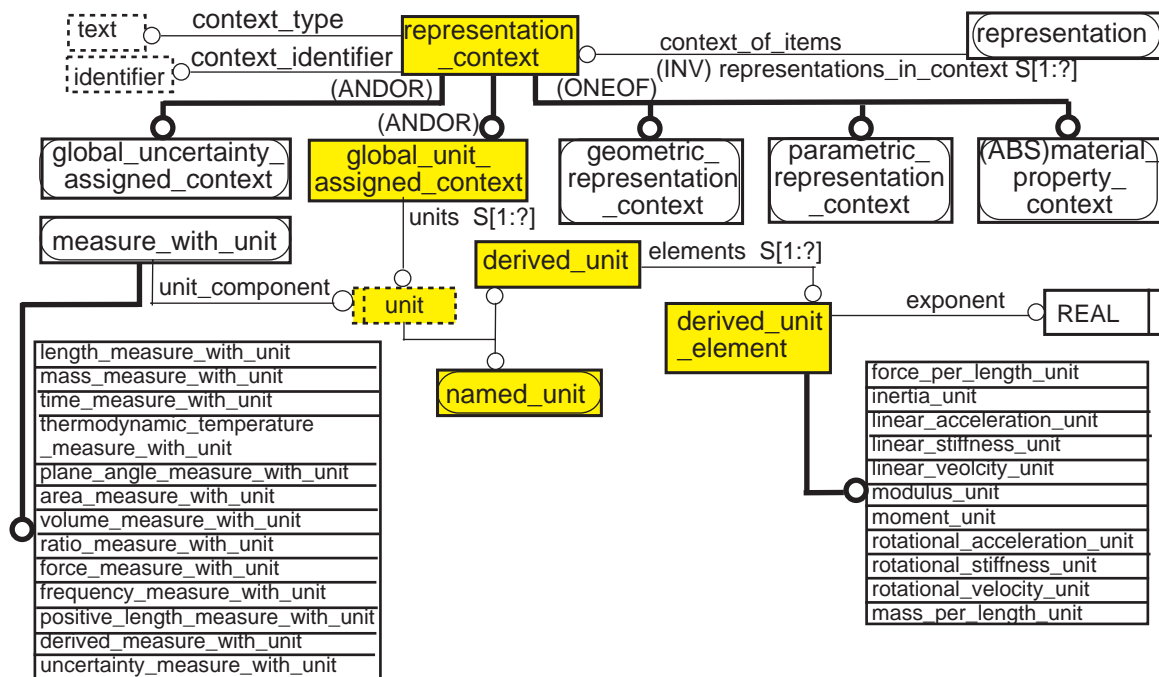 text
context_type
representation
_context
context_of_items
representation
identifier
context_identifier
(INV) representations_in_context S[1:?]
(ANDOR)
(ANDOR)
(ONEOF)
global_uncertainty_
assigned_context
global_unit_
assigned_context
geometric_
representation
_context
parametric_
representation
_context
(ABS)material_
property_
context
units S[1:?]
measure_with_unit
derived_unit
elements S[1:?]
unit_component
unit
derived_unit
_element
exponent
REAL
named_unit
length_measure_with_unit
mass_measure_with_unit
time_measure_with_unit
thermodynamic_temperature
_measure_with_unit
plane_angle_measure_with_unit
area_measure_with_unit
volume_measure_with_unit
ratio_measure_with_unit
force_measure_with_unit
frequency_measure_with_unit
positive_length_measure_with_unit
derived_measure_with_unit
uncertainty_measure_with_unit
force_per_length_unit
inertia_unit
linear_acceleration_unit
linear_stiffness_unit
linear_veolcity_unit
modulus_unit
moment_unit
rotational_acceleration_unit
rotational_stiffness_unit
rotational_velocity_unit
mass_per_length_unit